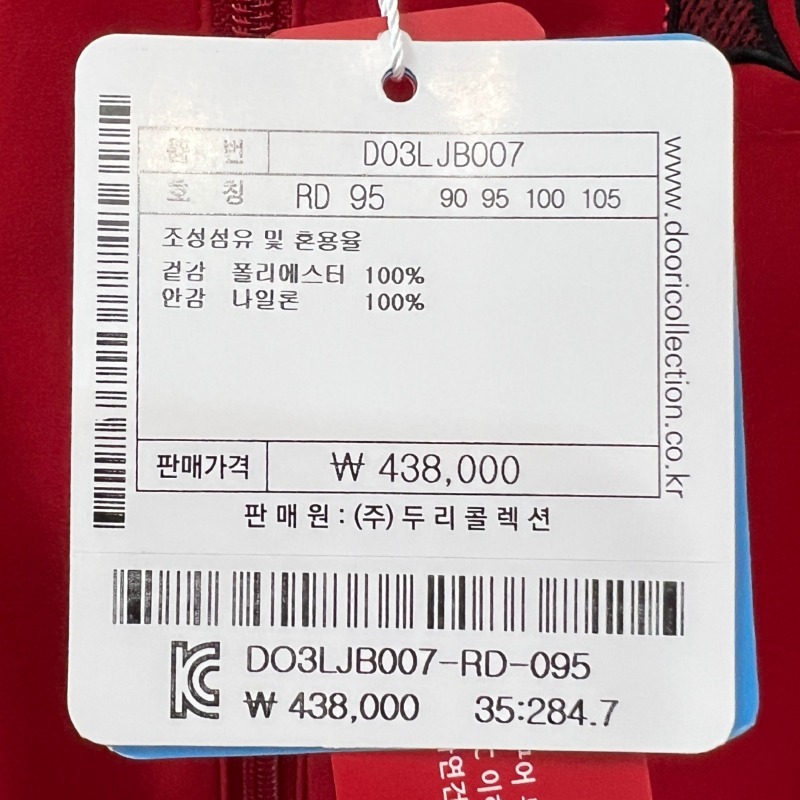 품 번 DO3LJB007
호 칭 RD 95 90 95 100 105
조성섬유 및 혼용율
겉감 폴리에스터 100%
안감 나일론 100%
판매가격 ₩ 438,000
판매원 : (주)두리콜렉션
www.dooricollection.co.kr
DO3LJB007-RD-095
₩ 438,000 35:284.7